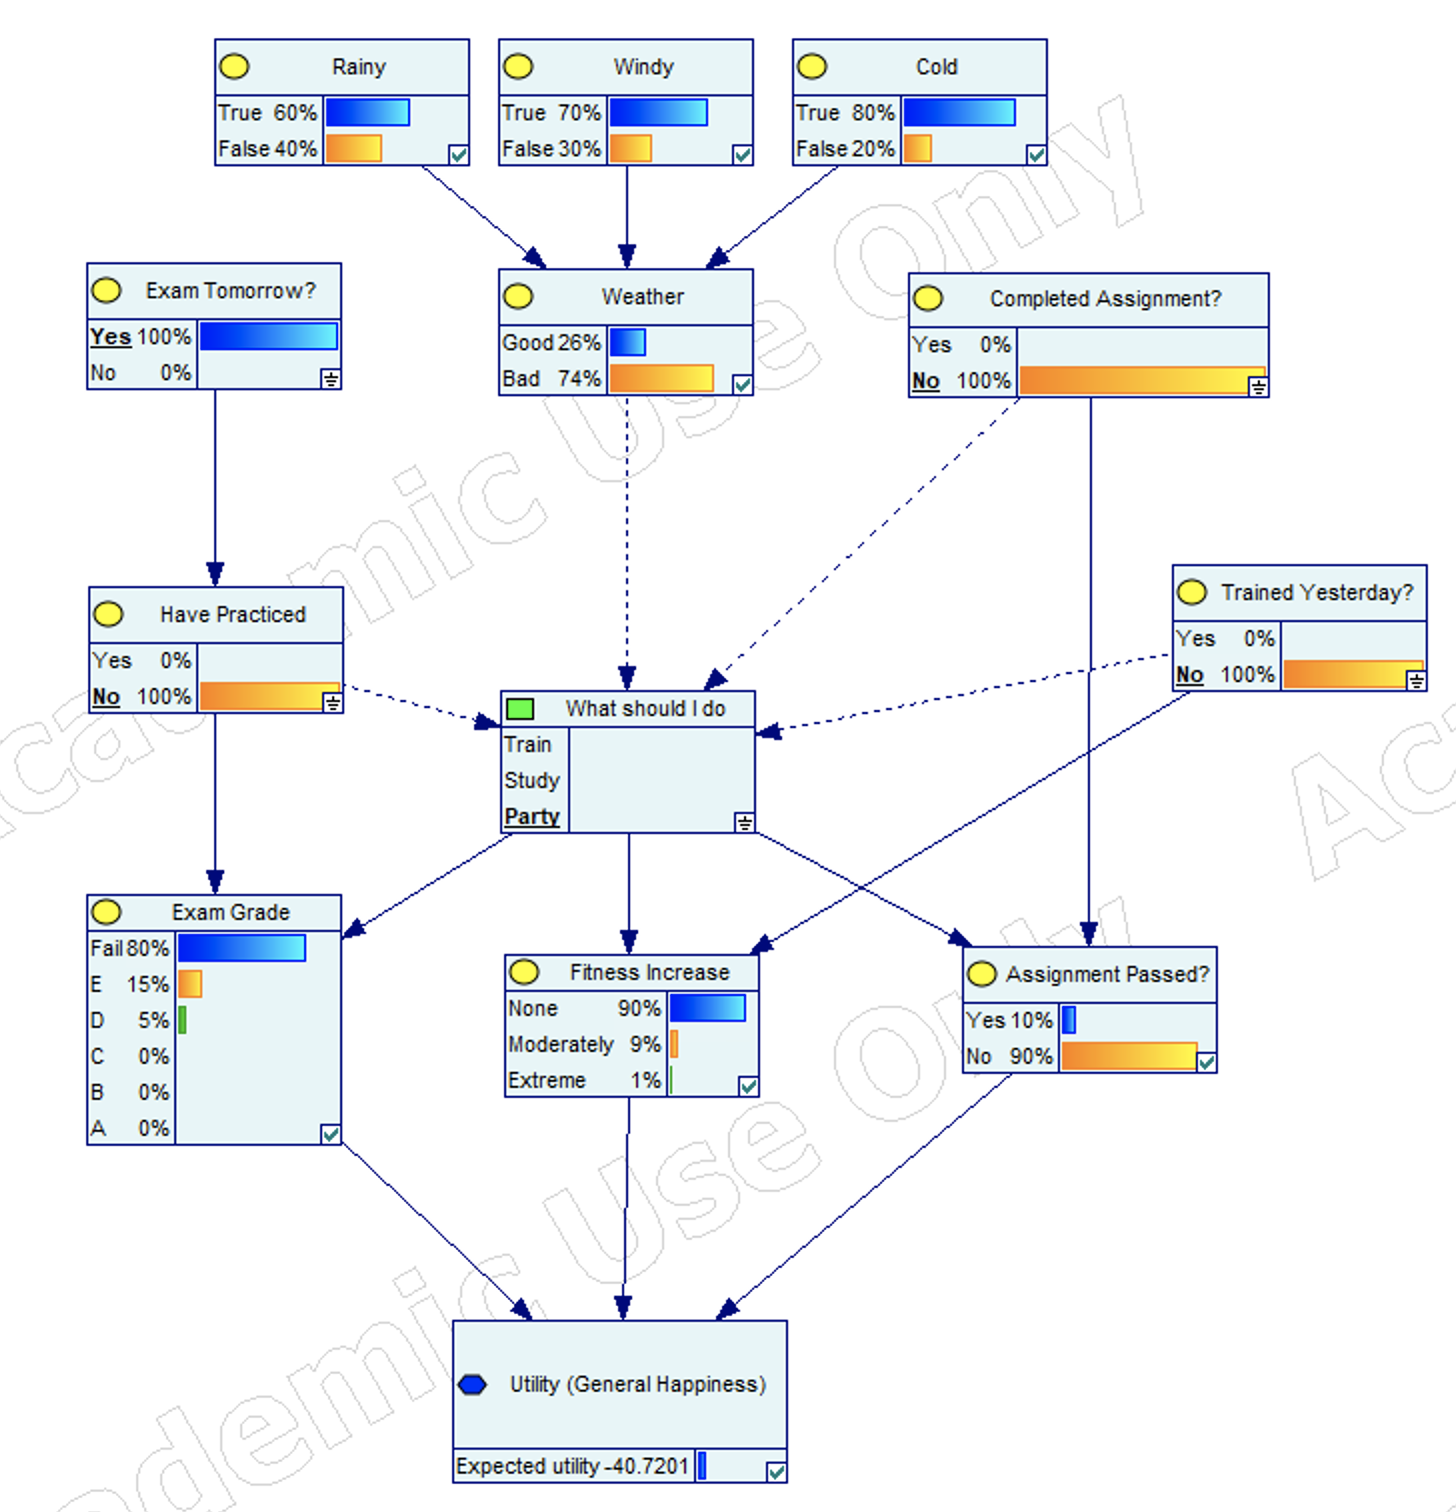 Rainy
True 60%
False 40%
Windy
True 70%
False 30%
Cold
True 80%
False 20%
Exam Tomorrow?
Yes 100%
No 0%
Weather
Good 26%
Bad 74%
Completed Assignment?
Yes 0%
No 100%
Have Practiced
Yes 0%
No 100%
Trained Yesterday?
Yes 0%
No 100%
What should I do
Train
Study
Party
Exam Grade
Fail 80%
E 15%
D 5%
C 0%
B 0%
A 0%
Fitness Increase
None 90%
Moderately 9%
Extreme 1%
Assignment Passed?
Yes 10%
No 90%
Utility (General Happiness)
Expected utility -40.7201
Academic Use Only
Academic Use Only
Ac